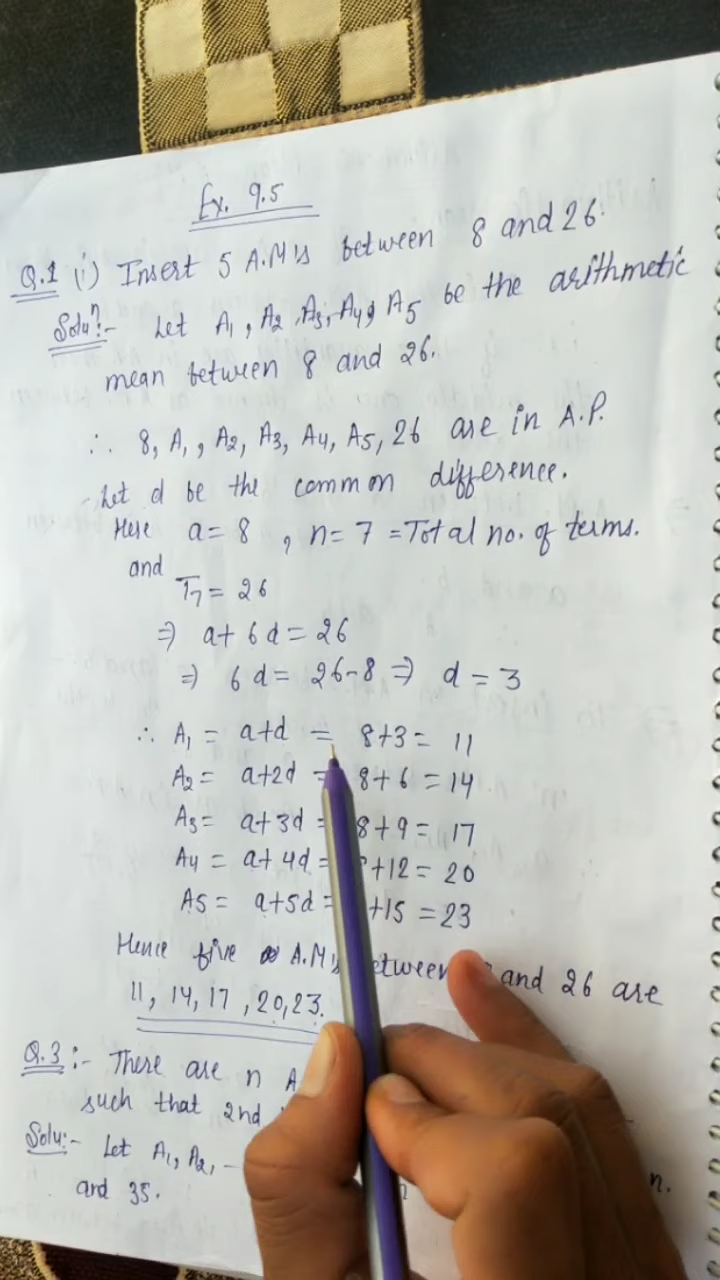 Ex. 9.5
Q.1 (i) Insert 5 A.M's between 8 and 26.
Soluⁿ:- Let A₁, A₂, A₃, A₄, A₅ be the arithmetic
mean between 8 and 26.
∴ 8, A₁, A₂, A₃, A₄, A₅, 26 are in A.P.
Let d be the common difference.
Here a = 8, n = 7 = Total no. of terms.
and
T₇ = 26
⇒ a + 6d = 26
⇒ 6d = 26-8 ⇒ d = 3
∴ A₁ = a+d = 8+3 = 11
A₂ = a+2d = 8+6 = 14
A₃ = a+3d = 8+9 = 17
A₄ = a+4d = +12 = 20
A5 = a+5d = +15 = 23
Hence five A.M's between and 26 are
11, 14, 17, 20, 23.
Q.3:- There are n A
such that 2nd
Solu:- Let A₁, A₂, - n.
and 35.